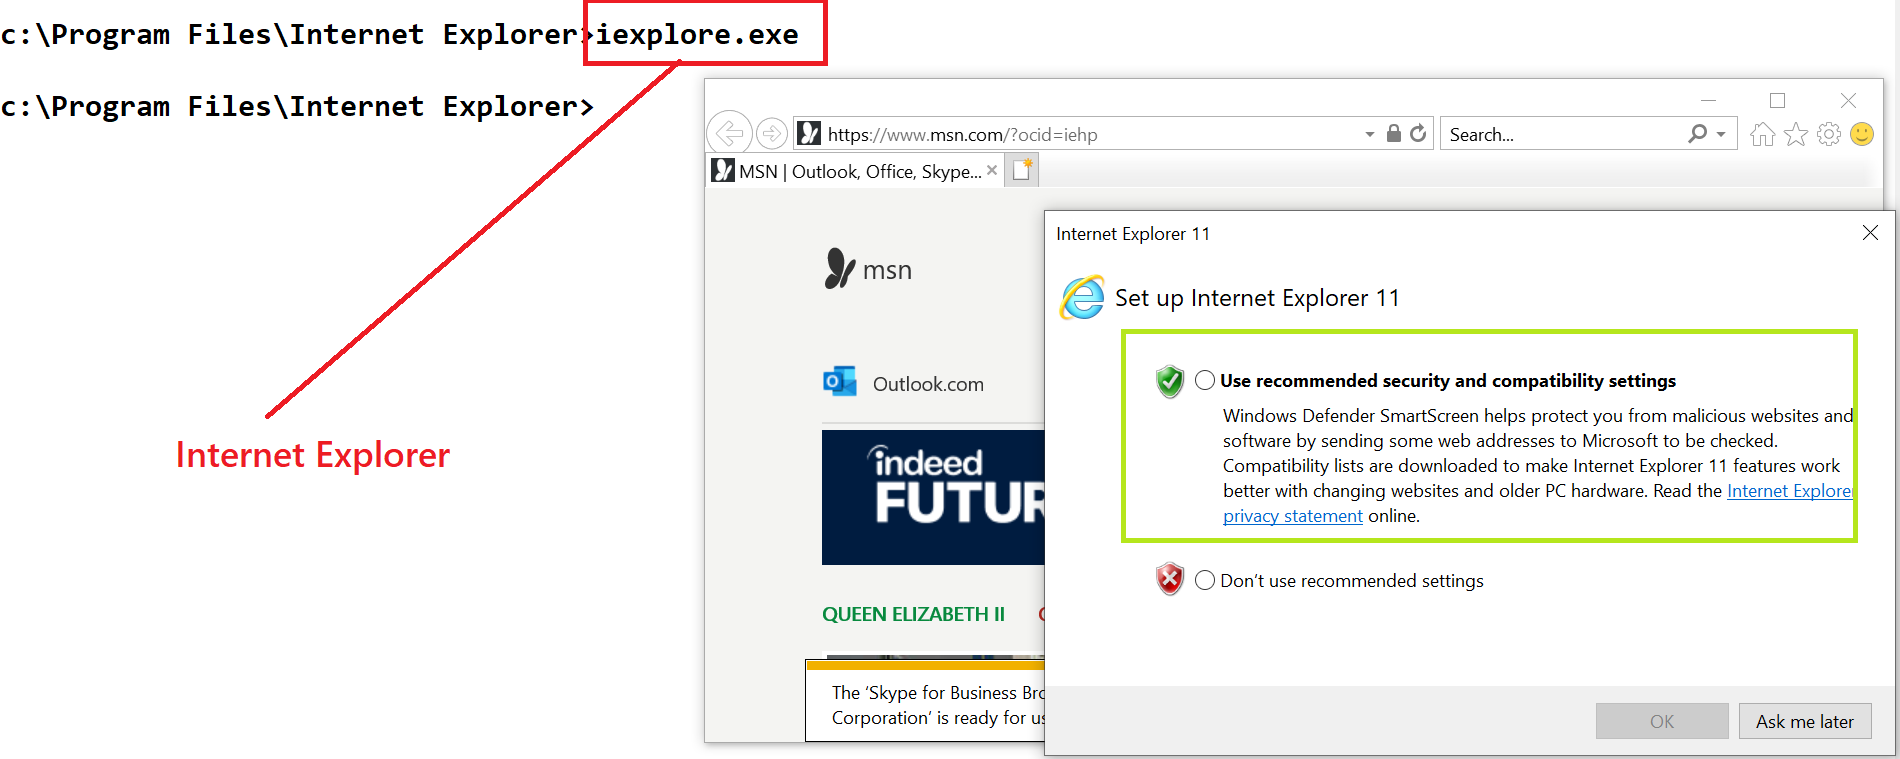 c:\Program Files\Internet Explorer>iexplore.exe
c:\Program Files\Internet Explorer>
Internet Explorer
https://www.msn.com/?ocid=iehp
Search...
MSN | Outlook, Office, Skype...
msn
Outlook.com
indeed
FUTUR
QUEEN ELIZABETH II
The ‘Skype for Business Bro
Corporation’ is ready for us
Internet Explorer 11
Set up Internet Explorer 11
Use recommended security and compatibility settings
Windows Defender SmartScreen helps protect you from malicious websites and
software by sending some web addresses to Microsoft to be checked.
Compatibility lists are downloaded to make Internet Explorer 11 features work
better with changing websites and older PC hardware. Read the Internet Explorer
privacy statement online.
Don’t use recommended settings
OK
Ask me later